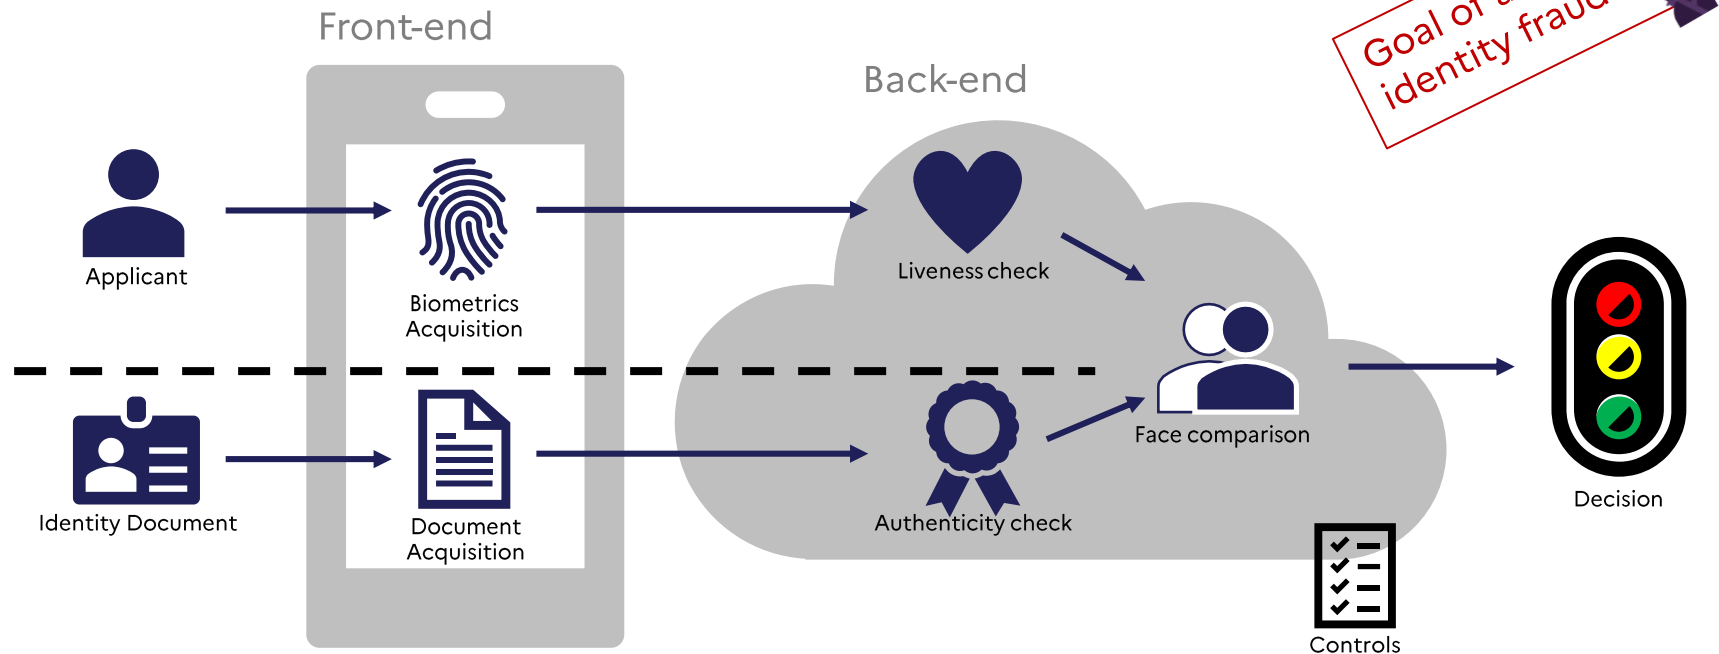 Front-end
Back-end
Goal of
identity fraud
Applicant
Biometrics
Acquisition
Liveness check
Face comparison
Identity Document
Document
Acquisition
Authenticity check
Decision
Controls